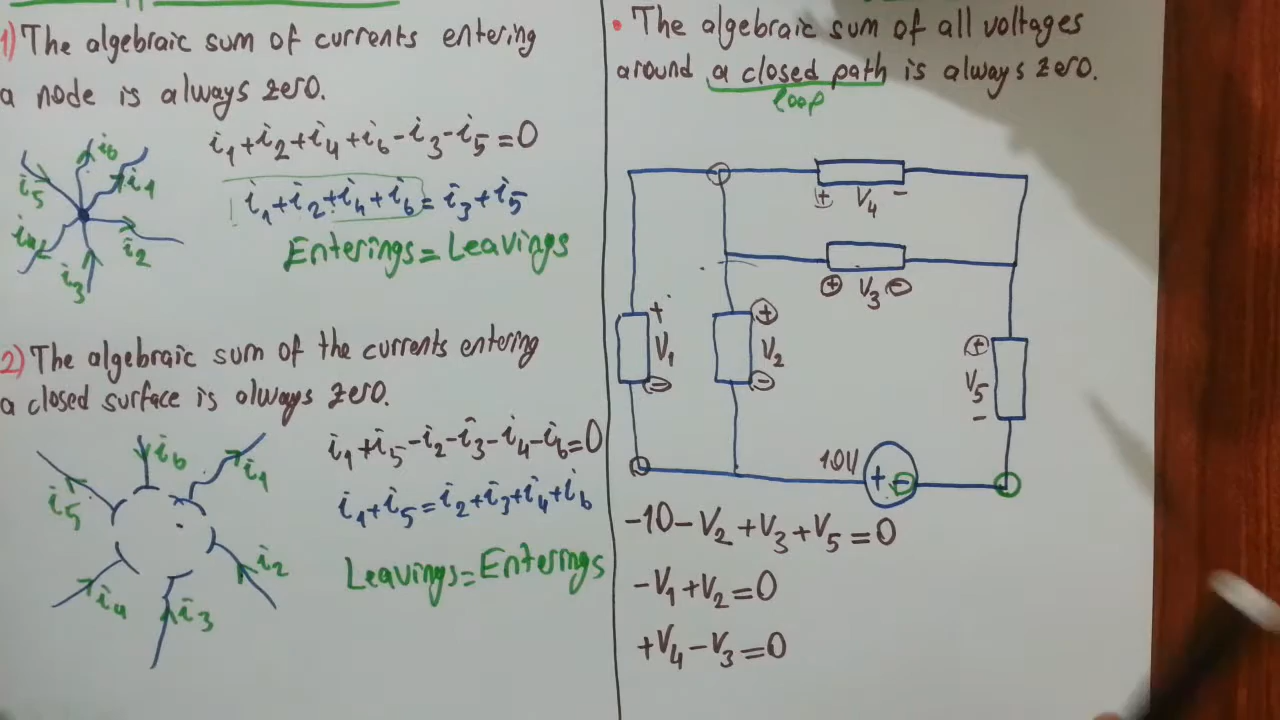 1) The algebraic sum of currents entering
a node is always zero.
i₁+i₂+i₄+i₆-i₃-i₅=0
i₁+i₂+i₄+i₆=i₃+i₅
Enterings=Leavings
i₆
i₅
i₁
i₄
i₂
i₃
2) The algebraic sum of the currents entering
a closed surface is always zero.
i₁+i₅-i₂-i₃-i₄-i₆=0
i₁+i₅=i₂+i₃+i₄+i₆
Leavings=Enterings
i₆
i₁
i₅
i₂
i₄
i₃
• The algebraic sum of all voltages
around a closed path is always zero.
loop
+ V₄ -
+ V₃ -
+ V₁ -
+ V₂ -
+ V₅ -
10V
+ -
-10-V₂+V₃+V₅=0
-V₁+V₂=0
+V₄-V₃=0